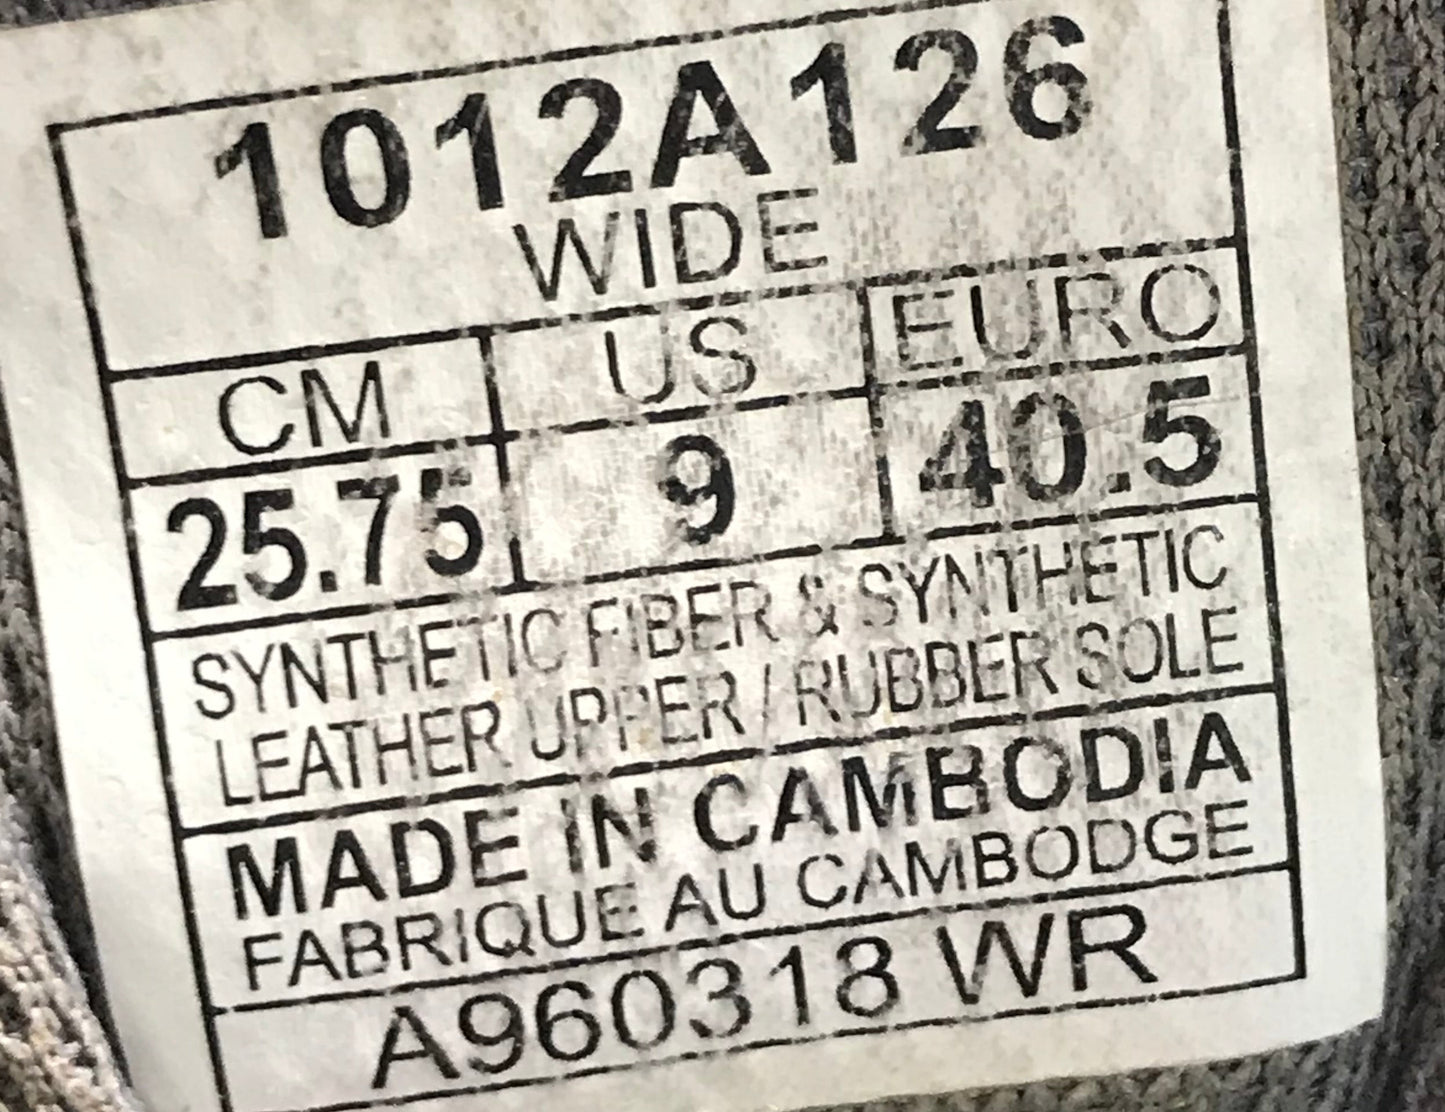 1012A126
WIDE
CM US EURO
25.75 9 40.5
SYNTHETIC FIBER & SYNTHETIC
LEATHER UPPER / RUBBER SOLE
MADE IN CAMBODIA
FABRIQUE AU CAMBODGE
A960318 WR